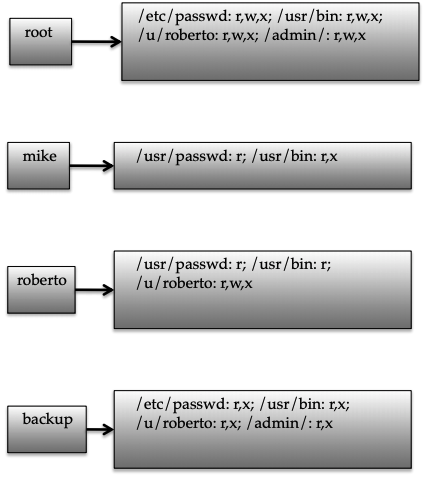 root
/etc/passwd: r,w,x; /usr/bin: r,w,x;
/u/roberto: r,w,x; /admin/: r,w,x
mike
/usr/passwd: r; /usr/bin: r,x
roberto
/usr/passwd: r; /usr/bin: r;
/u/roberto: r,w,x
backup
/etc/passwd: r,x; /usr/bin: r,x;
/u/roberto: r,x; /admin/: r,x